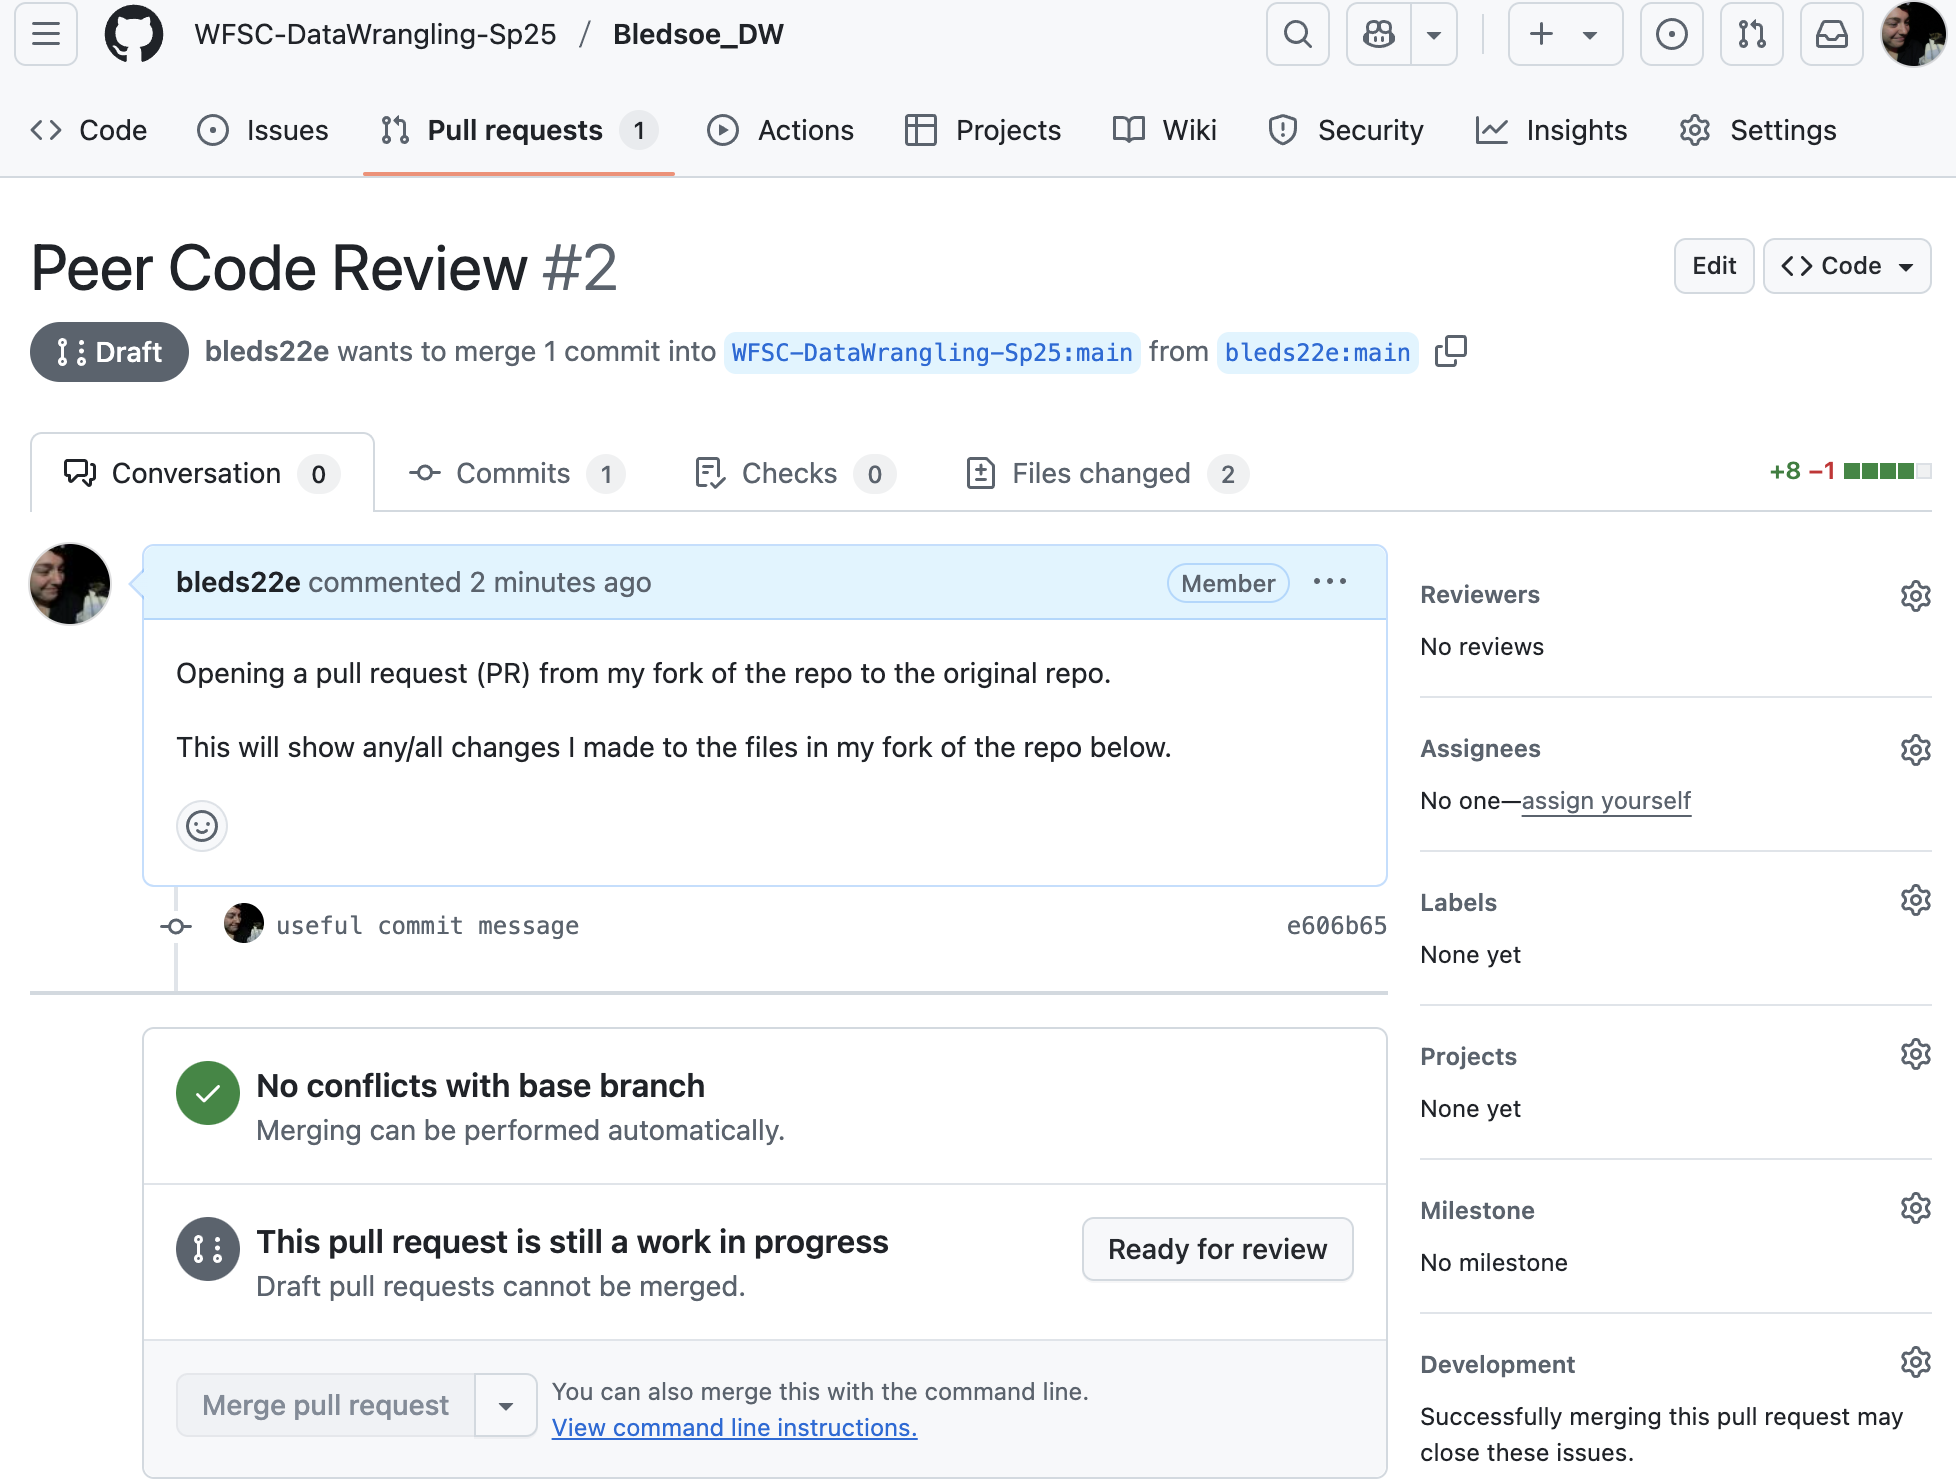 WFSC-DataWrangling-Sp25 / Bledsoe_DW
Code Issues Pull requests 1 Actions Projects Wiki Security Insights Settings
Peer Code Review #2
Edit Code
Draft bleds22e wants to merge 1 commit into WFSC-DataWrangling-Sp25:main from bleds22e:main
Conversation 0 Commits 1 Checks 0 Files changed 2 +8 −1
bleds22e commented 2 minutes ago Member
Opening a pull request (PR) from my fork of the repo to the original repo.
This will show any/all changes I made to the files in my fork of the repo below.
useful commit message e606b65
No conflicts with base branch
Merging can be performed automatically.
This pull request is still a work in progress
Draft pull requests cannot be merged.
Ready for review
Merge pull request
You can also merge this with the command line.
View command line instructions.
Reviewers
No reviews
Assignees
No one—assign yourself
Labels
None yet
Projects
None yet
Milestone
No milestone
Development
Successfully merging this pull request may
close these issues.